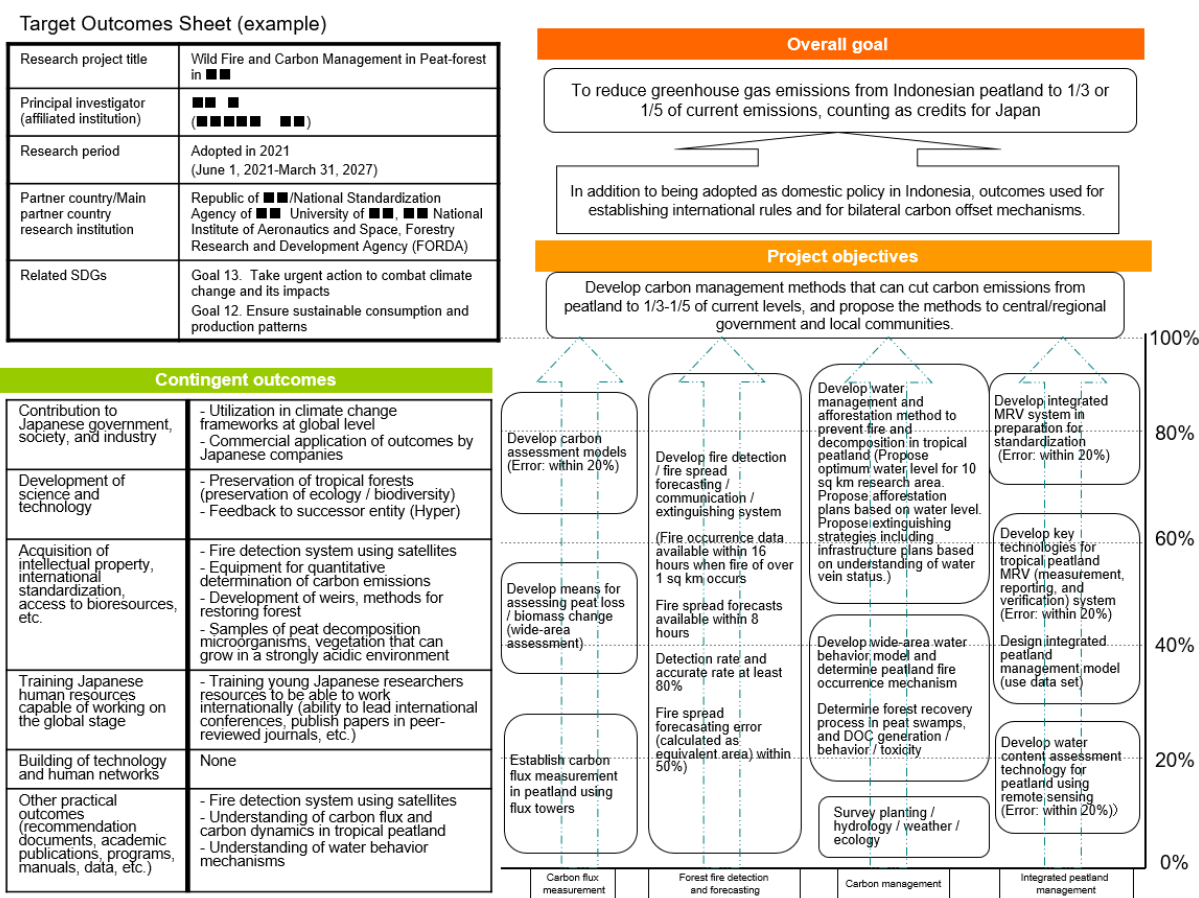 Target Outcomes Sheet (example)
Research project title
Wild Fire and Carbon Management in Peat-forest
in ■■
Principal investigator
(affiliated institution)
■■ ■
(■■■■■ ■■)
Research period
Adopted in 2021
(June 1, 2021-March 31, 2027)
Partner country/Main
partner country
research institution
Republic of ■■/National Standardization
Agency of ■■ University of ■■, ■■ National
Institute of Aeronautics and Space, Forestry
Research and Development Agency (FORDA)
Related SDGs
Goal 13. Take urgent action to combat climate
change and its impacts
Goal 12. Ensure sustainable consumption and
production patterns
Overall goal
To reduce greenhouse gas emissions from Indonesian peatland to 1/3 or
1/5 of current emissions, counting as credits for Japan
In addition to being adopted as domestic policy in Indonesia, outcomes used for
establishing international rules and for bilateral carbon offset mechanisms.
Project objectives
Develop carbon management methods that can cut carbon emissions from
peatland to 1/3-1/5 of current levels, and propose the methods to central/regional
government and local communities.
Contingent outcomes
Contribution to
Japanese government,
society, and industry
- Utilization in climate change
frameworks at global level
- Commercial application of outcomes by
Japanese companies
Development of
science and
technology
- Preservation of tropical forests
(preservation of ecology / biodiversity)
- Feedback to successor entity (Hyper)
Acquisition of
intellectual property,
international
standardization,
access to bioresources,
etc.
- Fire detection system using satellites
- Equipment for quantitative
determination of carbon emissions
- Development of weirs, methods for
restoring forest
- Samples of peat decomposition
microorganisms, vegetation that can
grow in a strongly acidic environment
Training Japanese
human resources
capable of working on
the global stage
- Training young Japanese researchers
resources to be able to work
internationally (ability to lead international
conferences, publish papers in peer-
reviewed journals, etc.)
Building of technology
and human networks
None
Other practical
outcomes
(recommendation
documents, academic
publications, programs,
manuals, data, etc.)
- Fire detection system using satellites
- Understanding of carbon flux and
carbon dynamics in tropical peatland
- Understanding of water behavior
mechanisms
Develop carbon
assessment models
(Error: within 20%)
Develop means for
assessing peat loss
/ biomass change
(wide-area
assessment)
Establish carbon
flux measurement
in peatland using
flux towers
Carbon flux
measurement
Develop fire detection
/ fire spread
forecasting /
communication /
extinguishing system
(Fire occurrence data
available within 16
hours when fire of over
1 sq km occurs
Fire spread forecasts
available within 8
hours
Detection rate and
accurate rate at least
80%
Fire spread
forecasating error
(calculated as
equivalent area) within
50%)
Forest fire detection
and forecasting
Develop water
management and
afforestation method to
prevent fire and
decomposition in tropical
peatland (Propose
optimum water level for 10
sq km research area.
Propose afforestation
plans based on water level.
Propose extinguishing
strategies including
infrastructure plans based
on understanding of water
vein status.)
Develop wide-area water
behavior model and
determine peatland fire
occurrence mechanism
Determine forest recovery
process in peat swamps,
and DOC generation /
behavior / toxicity
Survey planting /
hydrology / weather /
ecology
Carbon management
Develop integrated
MRV system in
preparation for
standardization
(Error: within 20%)
Develop key
technologies for
tropical peatland
MRV (measurement,
reporting, and
verification) system
(Error: within 20%)
Design integrated
peatland
management model
(use data set)
Develop water
content assessment
technology for
peatland using
remote sensing
(Error: within 20%)）
Integrated peatland
management
100%
80%
60%
40%
20%
0%